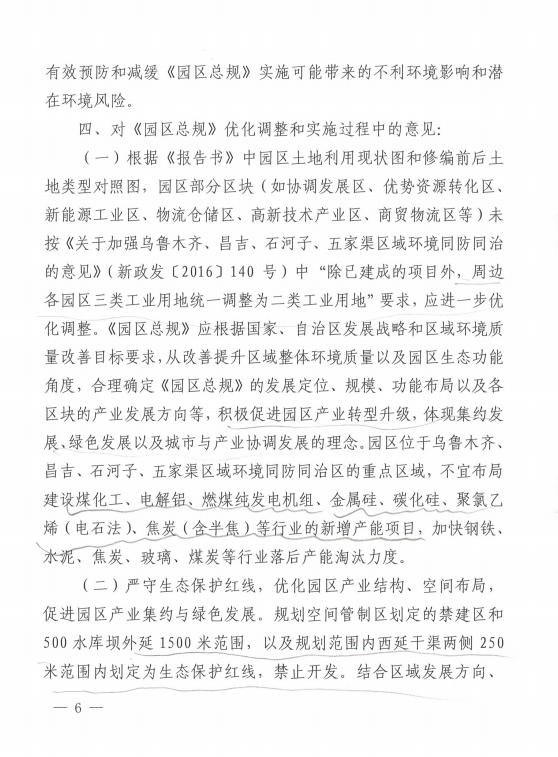 有效预防和减缓《园区总规》实施可能带来的不利环境影响和潜
在环境风险。
四、对《园区总规》优化调整和实施过程中的意见：
（一）根据《报告书》中园区土地利用现状图和修编前后土
地类型对照图，园区部分区块（如协调发展区、优势资源转化区、
新能源工业区、物流仓储区、高新技术产业区、商贸物流区等）未
按《关于加强乌鲁木齐、昌吉、石河子、五家渠区域环境同防同治
的意见》（新政发〔2016〕140 号）中“除已建成的项目外，周边
各园区三类工业用地统一调整为二类工业用地”要求，应进一步优
化调整。《园区总规》应根据国家、自治区发展战略和区域环境质
量改善目标要求，从改善提升区域整体环境质量以及园区生态功能
角度，合理确定《园区总规》的发展定位、规模、功能布局以及各
区块的产业发展方向等，积极促进园区产业转型升级，体现集约发
展、绿色发展以及城市与产业协调发展的理念。园区位于乌鲁木齐、
昌吉、石河子、五家渠区域环境同防同治区的重点区域，不宜布局
建设煤化工、电解铝、燃煤纯发电机组、金属硅、碳化硅、聚氯乙
烯（电石法）、焦炭（含半焦）等行业的新增产能项目，加快钢铁、
水泥、焦炭、玻璃、煤炭等行业落后产能淘汰力度。
（二）严守生态保护红线，优化园区产业结构、空间布局，
促进园区产业集约与绿色发展。规划空间管制区划定的禁建区和
500 水库坝外延 1500 米范围，以及规划范围内西延干渠两侧 250
米范围内划定为生态保护红线，禁止开发。结合区域发展方向、
— 6 —